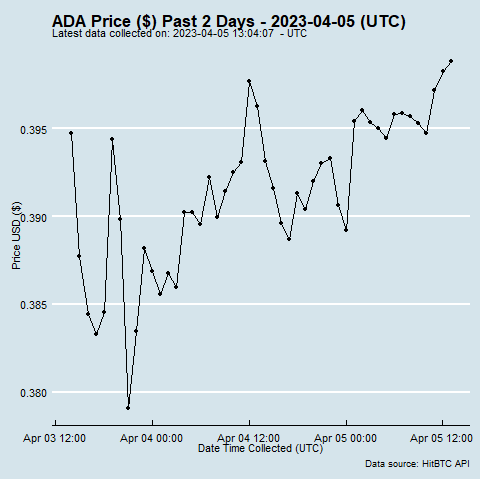 ADA Price ($) Past 2 Days - 2023-04-05 (UTC)
Latest data collected on: 2023-04-05 13:04:07 - UTC
0.395
0.390
0.385
0.380
Price USD ($)
Apr 03 12:00 Apr 04 00:00 Apr 04 12:00 Apr 05 00:00 Apr 05 12:00
Date Time Collected (UTC)
Data source: HitBTC API